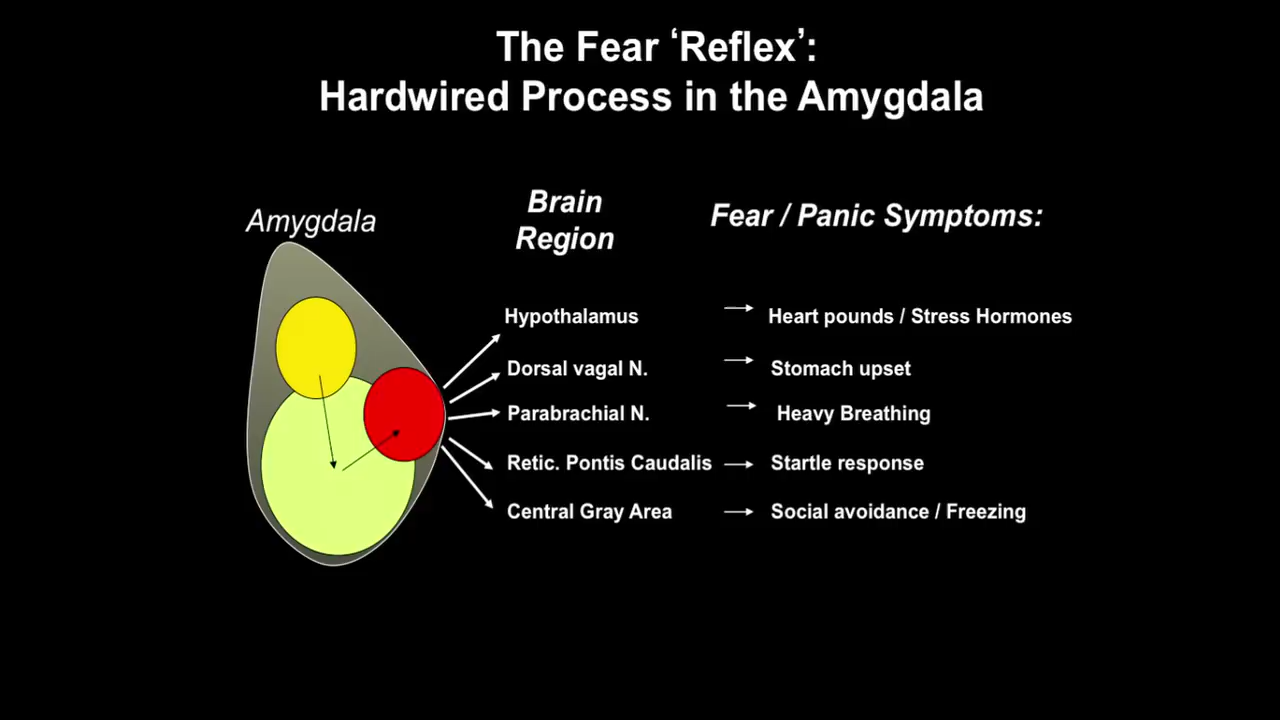 The Fear ‘Reflex’:
Hardwired Process in the Amygdala
Amygdala
Brain
Region
Fear / Panic Symptoms:
Hypothalamus
Heart pounds / Stress Hormones
Dorsal vagal N.
Stomach upset
Parabrachial N.
Heavy Breathing
Retic. Pontis Caudalis
Startle response
Central Gray Area
Social avoidance / Freezing